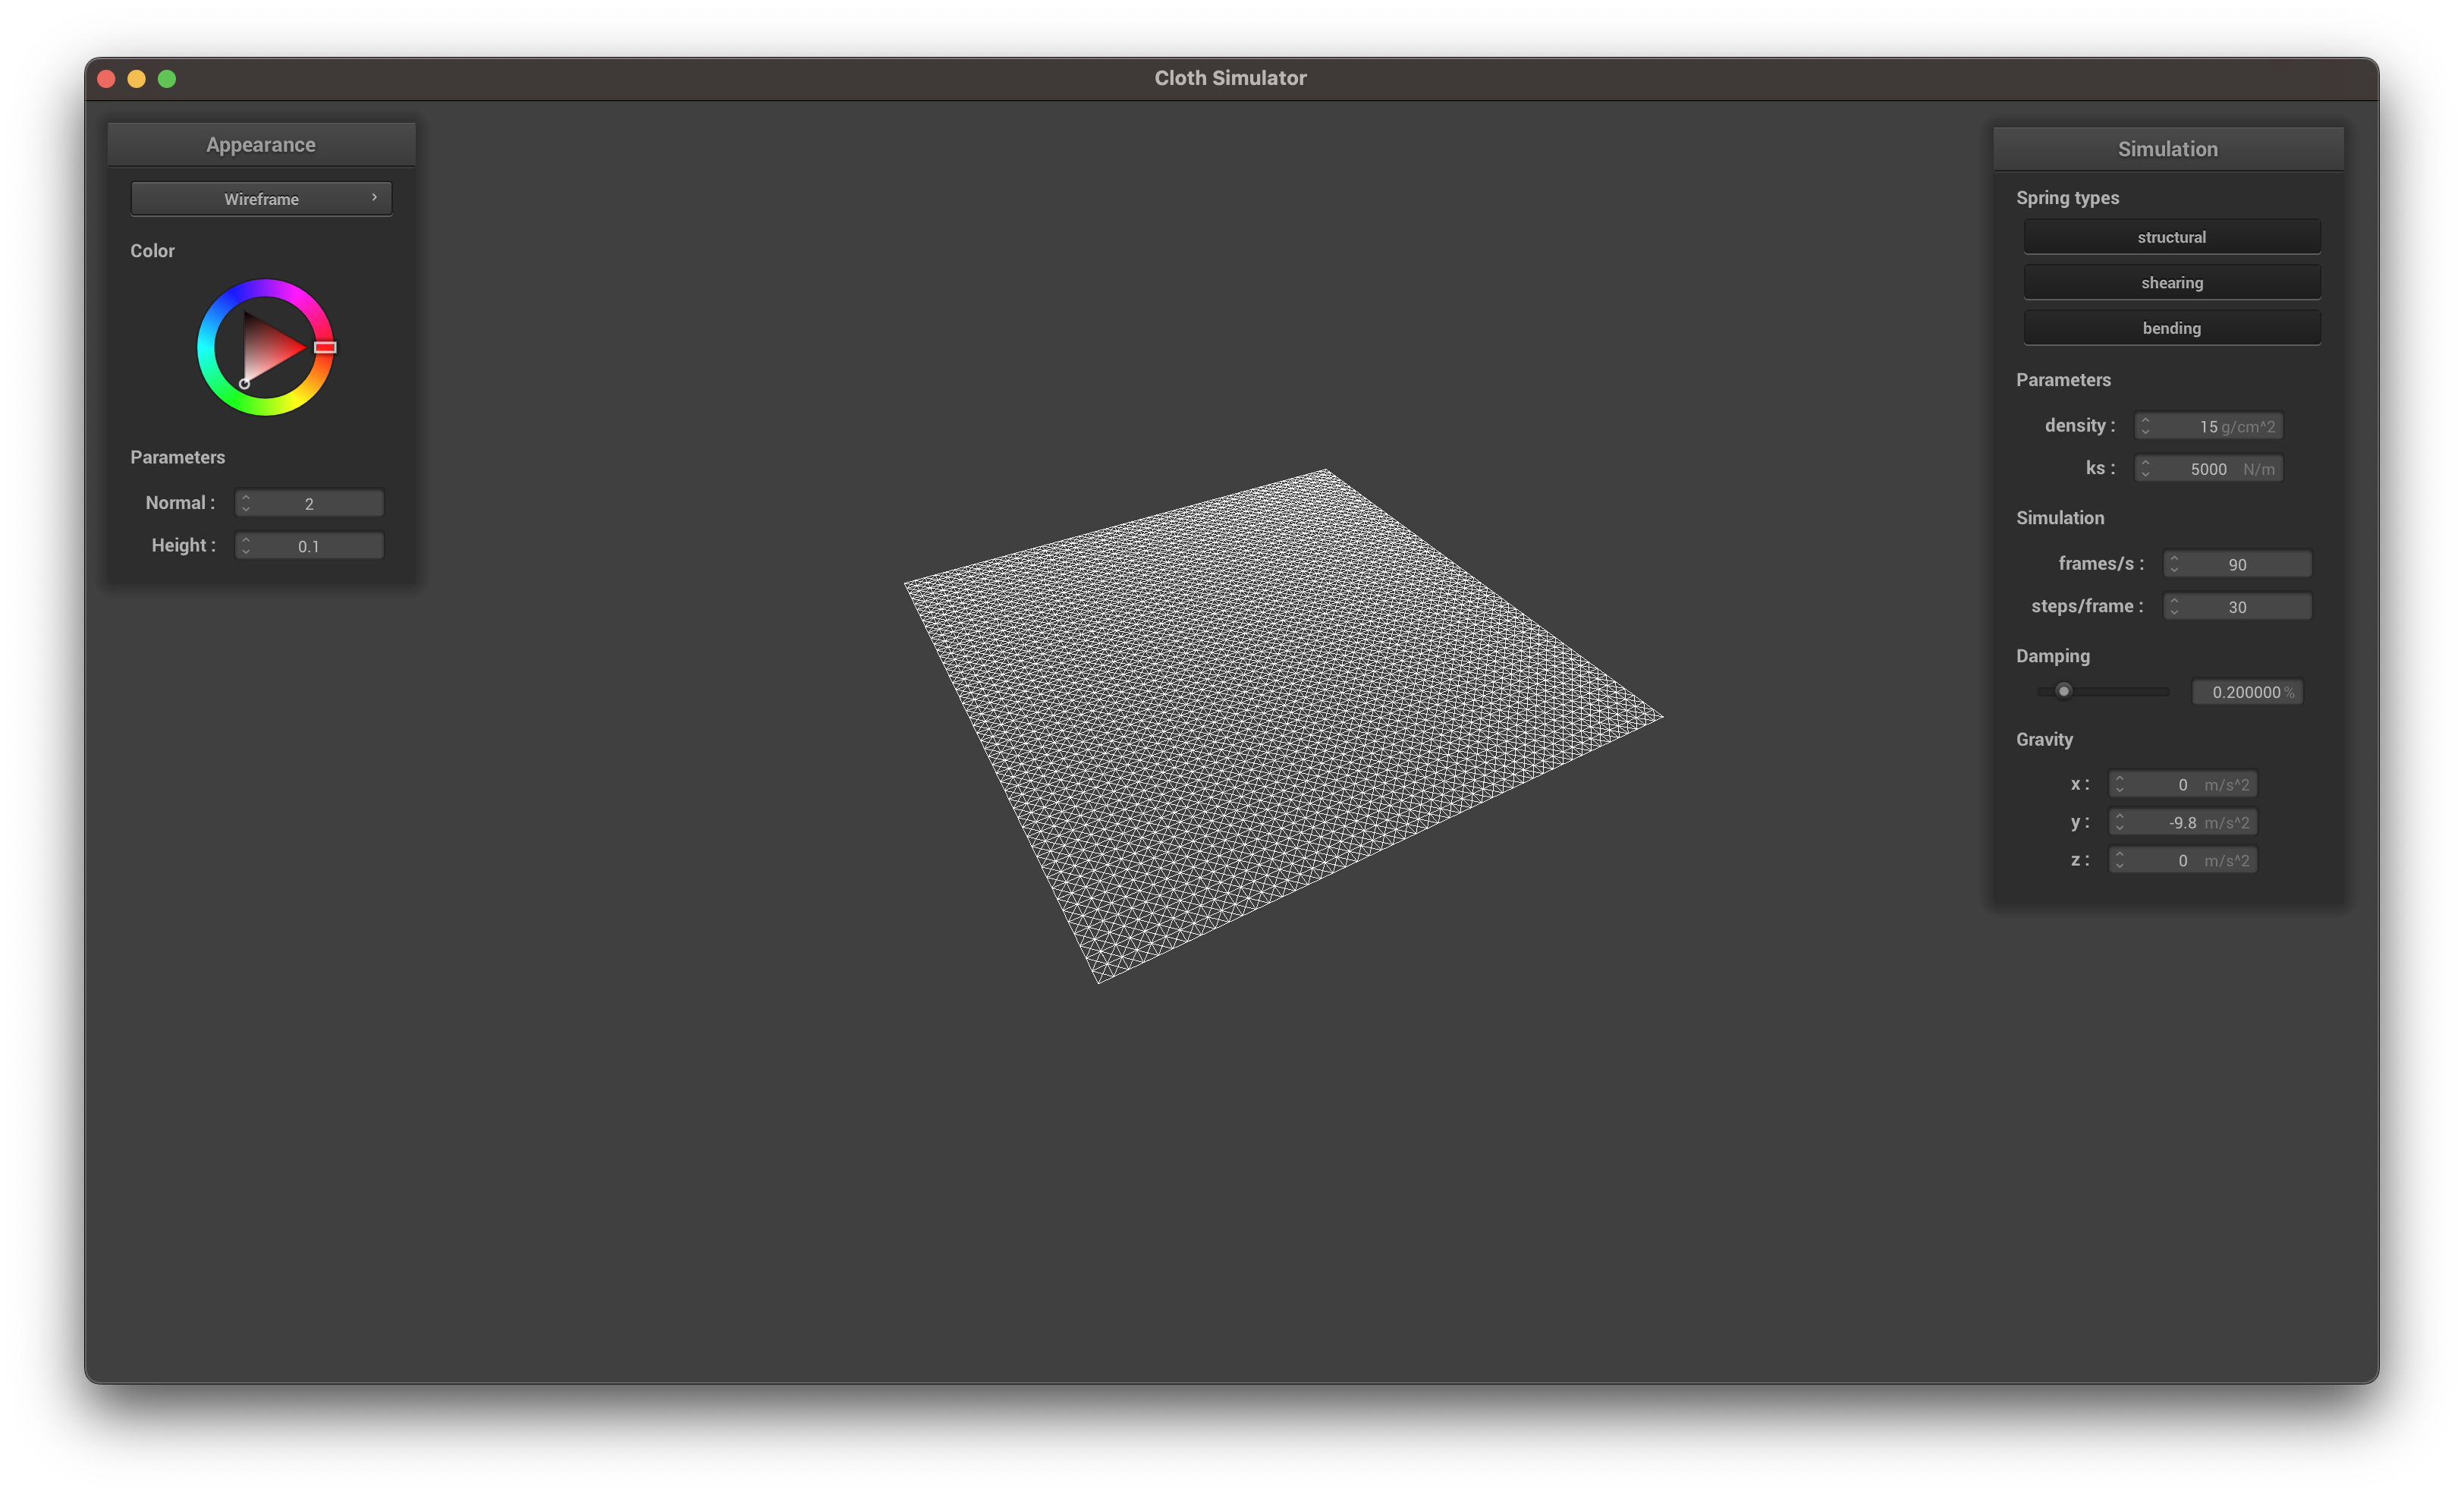 Cloth Simulator
Appearance
Wireframe
Color
Parameters
Normal : 2
Height : 0.1
Simulation
Spring types
structural
shearing
bending
Parameters
density : 15 g/cm^2
ks : 5000 N/m
Simulation
frames/s : 90
steps/frame : 30
Damping
0.200000 %
Gravity
x : 0 m/s^2
y : -9.8 m/s^2
z : 0 m/s^2